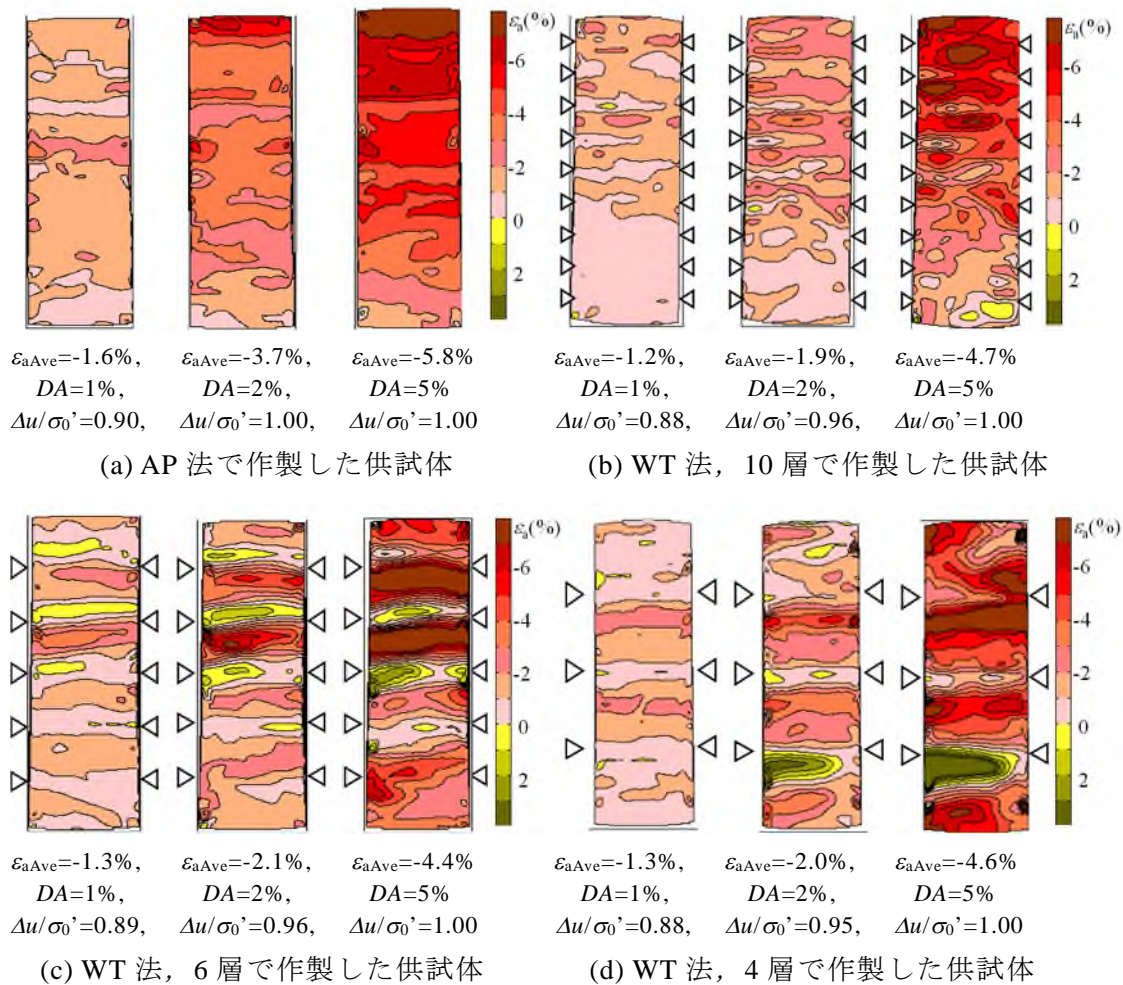 εa(%)
-6
-4
-2
0
2
εa(%)
-6
-4
-2
0
2
εaAve=-1.6%, εaAve=-3.7%, εaAve=-5.8% εaAve=-1.2%, εaAve=-1.9%, εaAve=-4.7%
DA=1%, DA=2%, DA=5% DA=1%, DA=2%, DA=5%
Δu/σ0’=0.90, Δu/σ0’=1.00, Δu/σ0’=1.00 Δu/σ0’=0.88, Δu/σ0’=0.96, Δu/σ0’=1.00
(a) AP 法で作製した供試体 (b) WT 法，10 層で作製した供試体
εa(%)
-6
-4
-2
0
2
εa(%)
-6
-4
-2
0
2
εaAve=-1.3%, εaAve=-2.1%, εaAve=-4.4% εaAve=-1.3%, εaAve=-2.0%, εaAve=-4.6%
DA=1%, DA=2%, DA=5% DA=1%, DA=2%, DA=5%
Δu/σ0’=0.89, Δu/σ0’=0.96, Δu/σ0’=1.00 Δu/σ0’=0.88, Δu/σ0’=0.95, Δu/σ0’=1.00
(c) WT 法，6 層で作製した供試体 (d) WT 法，4 層で作製した供試体